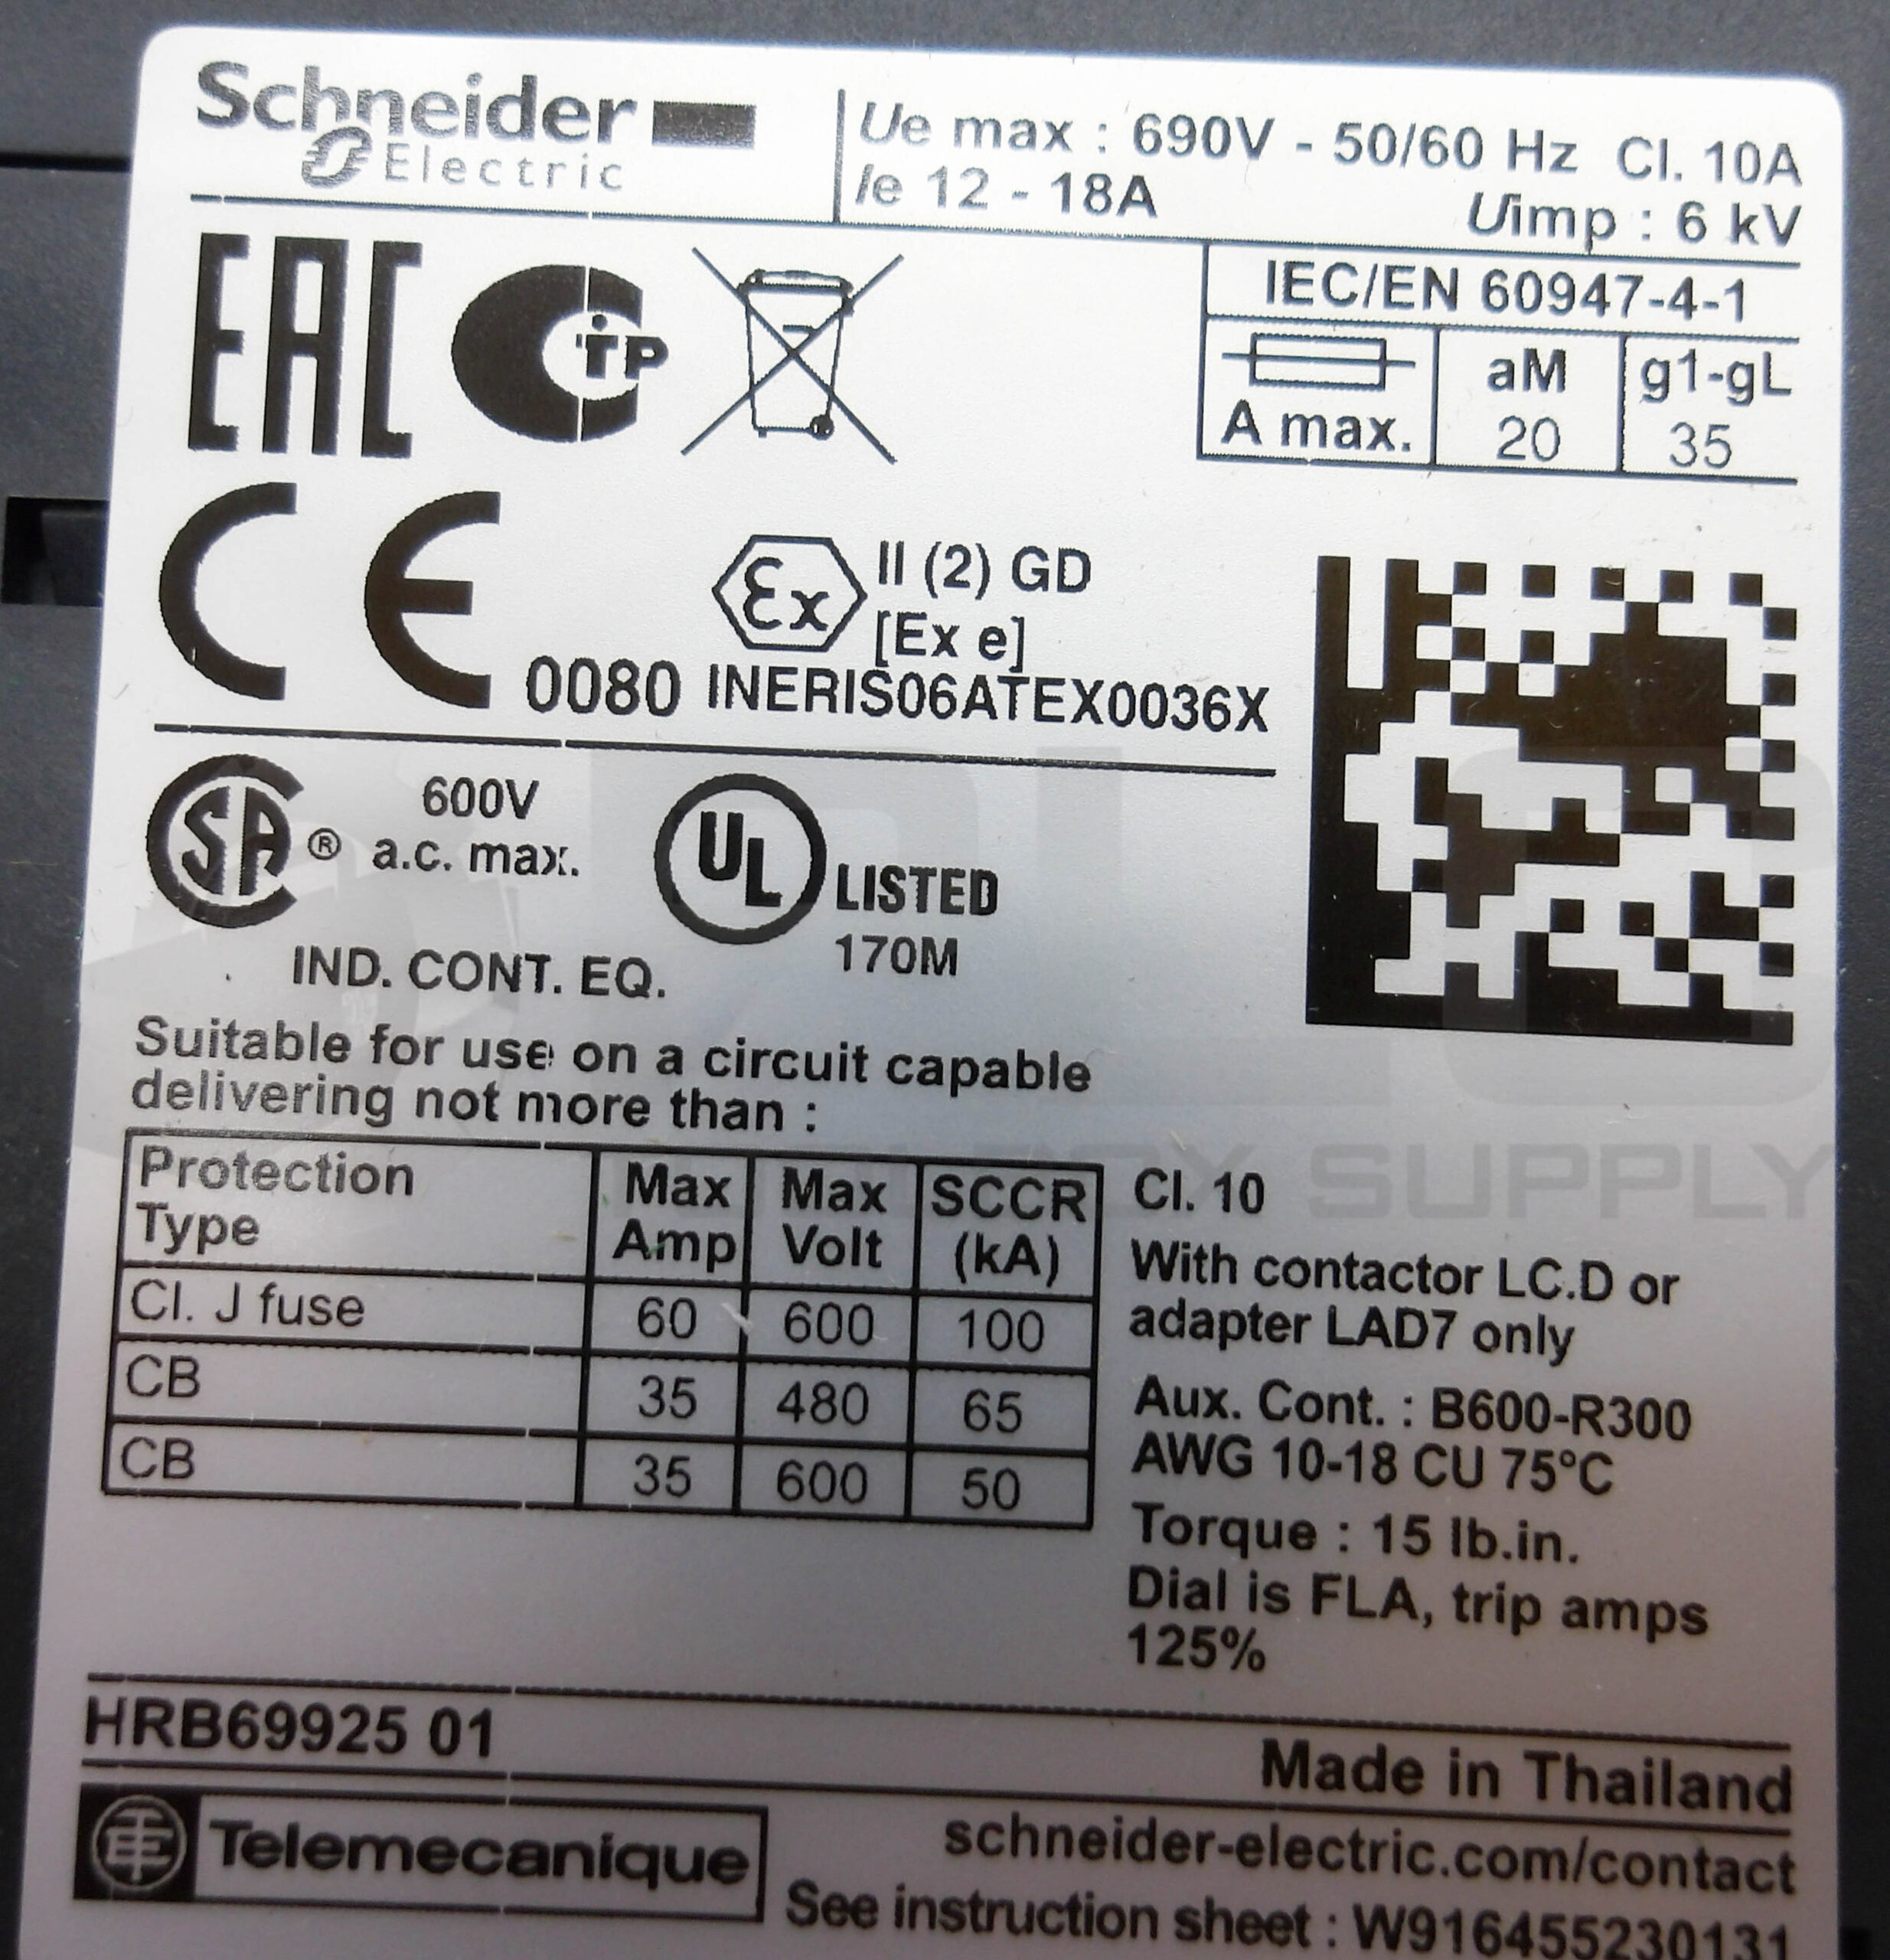 Schneider
Electric
Ue max : 690V - 50/60 Hz Cl. 10A
Ie 12 - 18A
Uimp : 6 kV
EAC
IEC/EN 60947-4-1
aM
g1-gL
A max.
20
35
CE
Ex
II (2) GD
[Ex e]
0080 INERIS06ATEX0036X
SA ® 600V
a.c. max.
UL LISTED
170M
IND. CONT. EQ.
Suitable for use on a circuit capable
delivering not more than :
Protection Type | Max Amp | Max Volt | SCCR (kA)
Cl. J fuse | 60 | 600 | 100
CB | 35 | 480 | 65
CB | 35 | 600 | 50
Cl. 10
With contactor LC.D or
adapter LAD7 only
Aux. Cont. : B600-R300
AWG 10-18 CU 75°C
Torque : 15 lb.in.
Dial is FLA, trip amps
125%
SUPPLY
HRB69925 01
Made in Thailand
Telemecanique
schneider-electric.com/contact
See instruction sheet : W916455230131